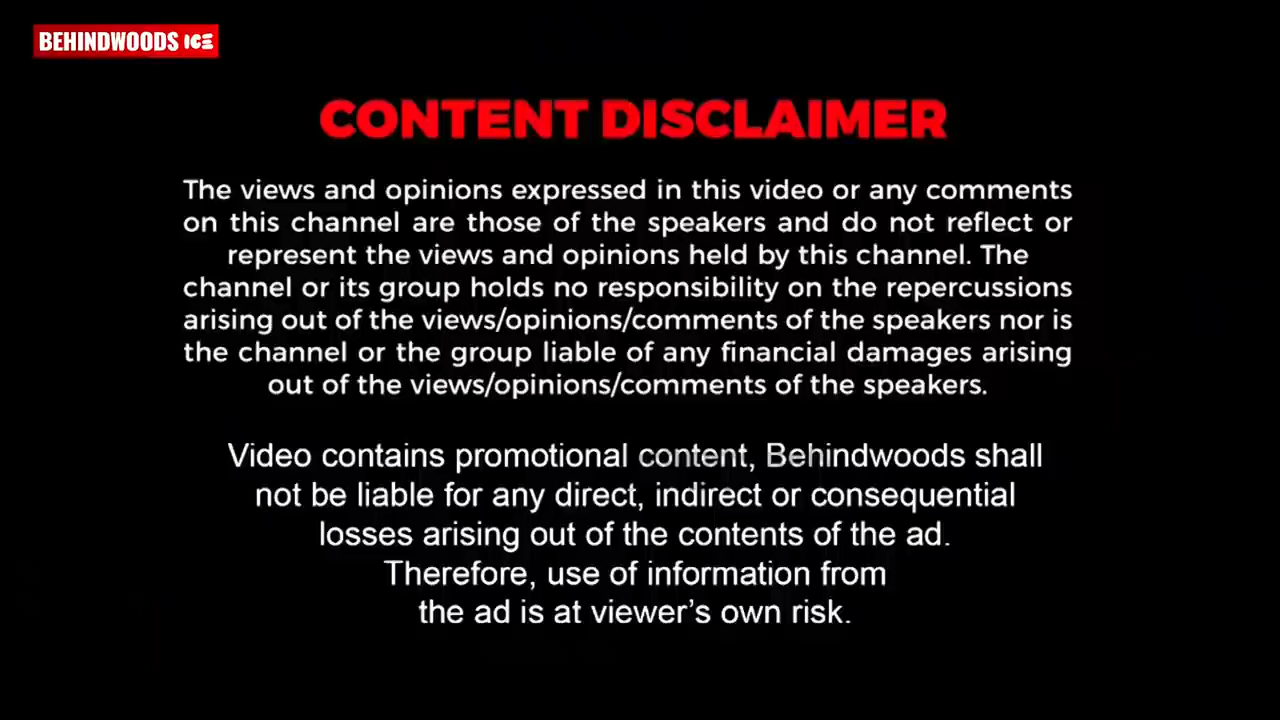 BEHINDWOODS ICE
CONTENT DISCLAIMER
The views and opinions expressed in this video or any comments
on this channel are those of the speakers and do not reflect or
represent the views and opinions held by this channel. The
channel or its group holds no responsibility on the repercussions
arising out of the views/opinions/comments of the speakers nor is
the channel or the group liable of any financial damages arising
out of the views/opinions/comments of the speakers.
Video contains promotional content, Behindwoods shall
not be liable for any direct, indirect or consequential
losses arising out of the contents of the ad.
Therefore, use of information from
the ad is at viewer’s own risk.